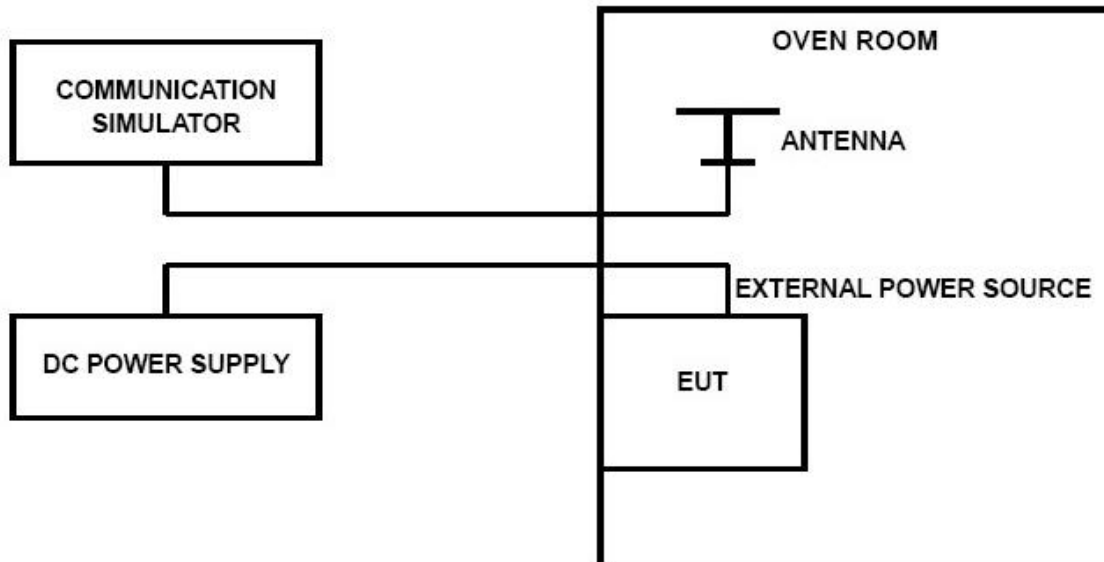 OVEN ROOM
COMMUNICATION
SIMULATOR
ANTENNA
EXTERNAL POWER SOURCE
DC POWER SUPPLY
EUT